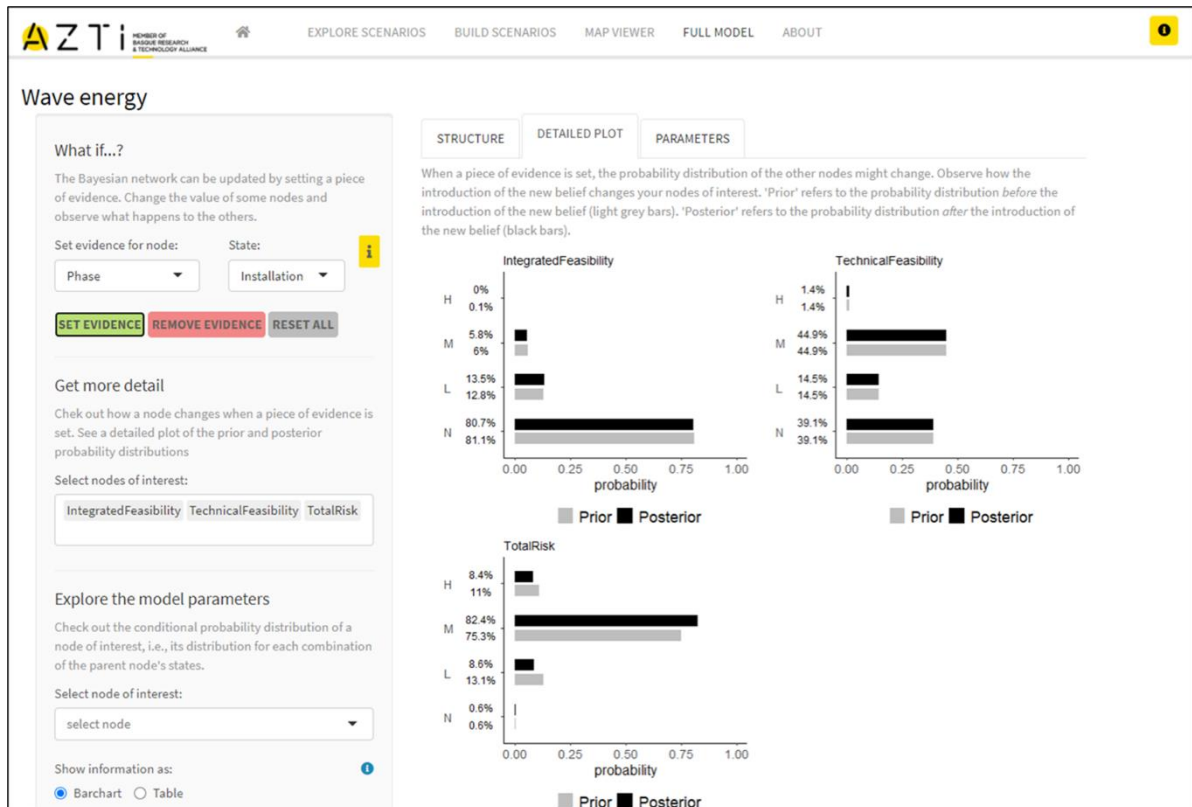 AZTi
MEMBER OF
BASQUE RESEARCH
& TECHNOLOGY ALLIANCE
EXPLORE SCENARIOS BUILD SCENARIOS MAP VIEWER FULL MODEL ABOUT
Wave energy
What if...?
The Bayesian network can be updated by setting a piece
of evidence. Change the value of some nodes and
observe what happens to the others.
Set evidence for node: State:
Phase Installation
i
SET EVIDENCE REMOVE EVIDENCE RESET ALL
Get more detail
Chek out how a node changes when a piece of evidence is
set. See a detailed plot of the prior and posterior
probability distributions
Select nodes of interest:
IntegratedFeasibility TechnicalFeasibility TotalRisk
Explore the model parameters
Check out the conditional probability distribution of a
node of interest, i.e., its distribution for each combination
of the parent node's states.
Select node of interest:
select node
Show information as:
Barchart Table
STRUCTURE DETAILED PLOT PARAMETERS
When a piece of evidence is set, the probability distribution of the other nodes might change. Observe how the
introduction of the new belief changes your nodes of interest. 'Prior' refers to the probability distribution before the
introduction of the new belief (light grey bars). 'Posterior' refers to the probability distribution after the introduction of
the new belief (black bars).
IntegratedFeasibility
H 0%
0.1%
M 5.8%
6%
L 13.5%
12.8%
N 80.7%
81.1%
0.00 0.25 0.50 0.75 1.00
probability
Prior Posterior
TechnicalFeasibility
H 1.4%
1.4%
M 44.9%
44.9%
L 14.5%
14.5%
N 39.1%
39.1%
0.00 0.25 0.50 0.75 1.00
probability
Prior Posterior
TotalRisk
H 8.4%
11%
M 82.4%
75.3%
L 8.6%
13.1%
N 0.6%
0.6%
0.00 0.25 0.50 0.75 1.00
probability
Prior Posterior